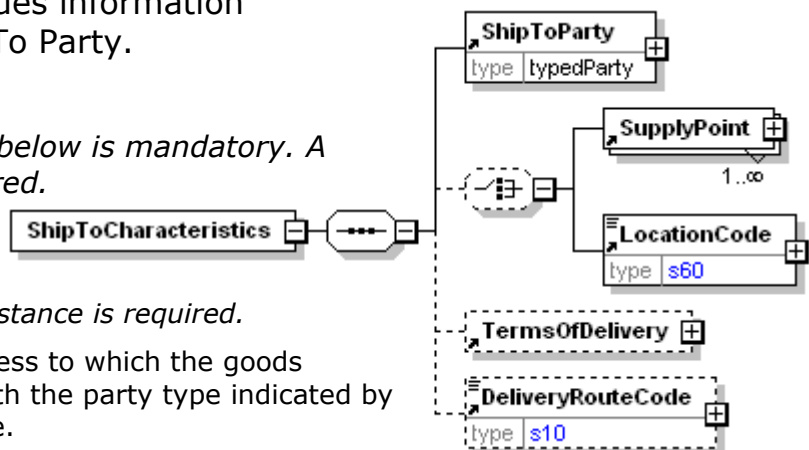 ues information
To Party.
below is mandatory. A
red.
stance is required.
ess to which the goods
th the party type indicated by
e.
ShipToCharacteristics
ShipToParty
type typedParty
SupplyPoint
1..∞
LocationCode
type s60
TermsOfDelivery
DeliveryRouteCode
type s10